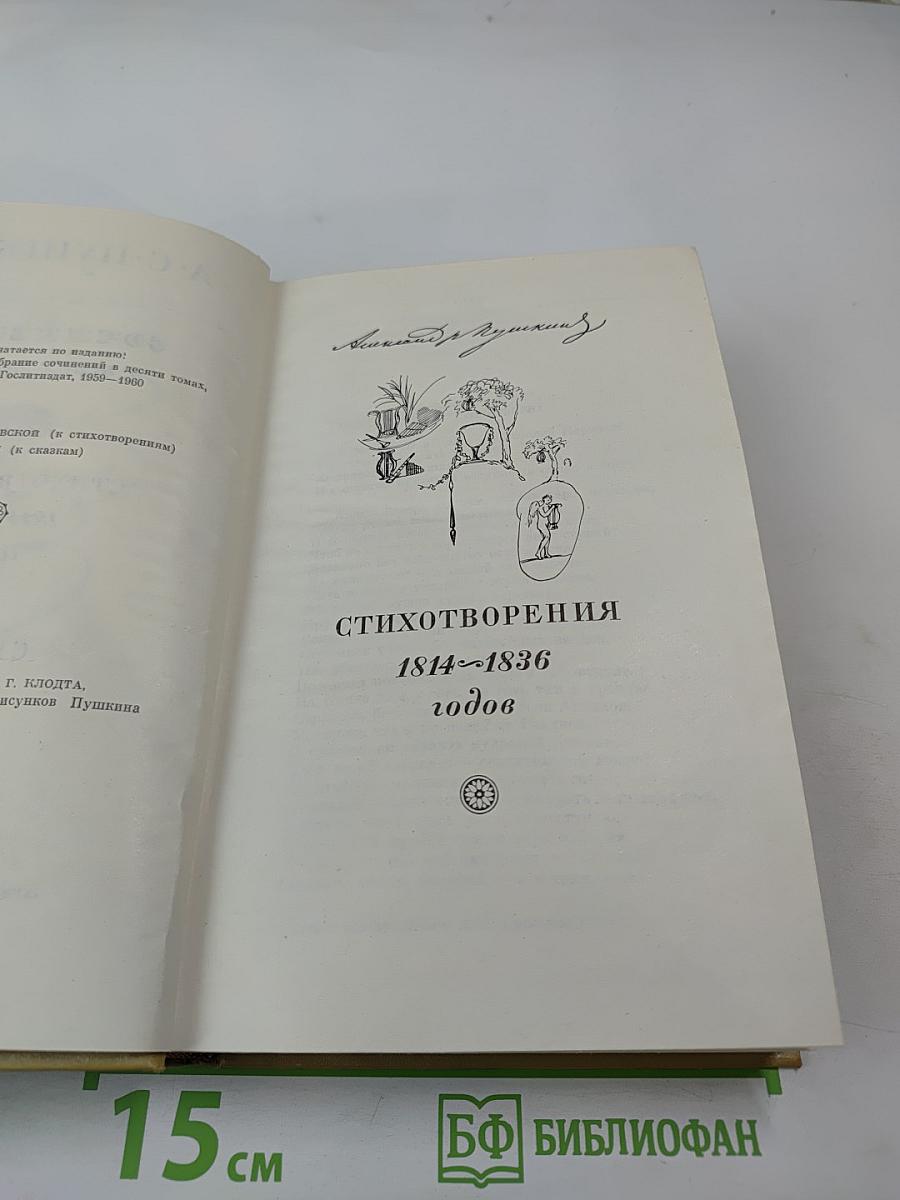 чатается по изданию:
брание сочинений в десяти томах,
Гослитиздат, 1959—1960
ВСКОЙ (к стихотворениям)
(к сказкам)
Г. КЛОДТА,
исунков Пушкина
Александр Пушкин
СТИХОТВОРЕНИЯ
1814~1836
годов
15 см
БФ БИБЛИОФАН